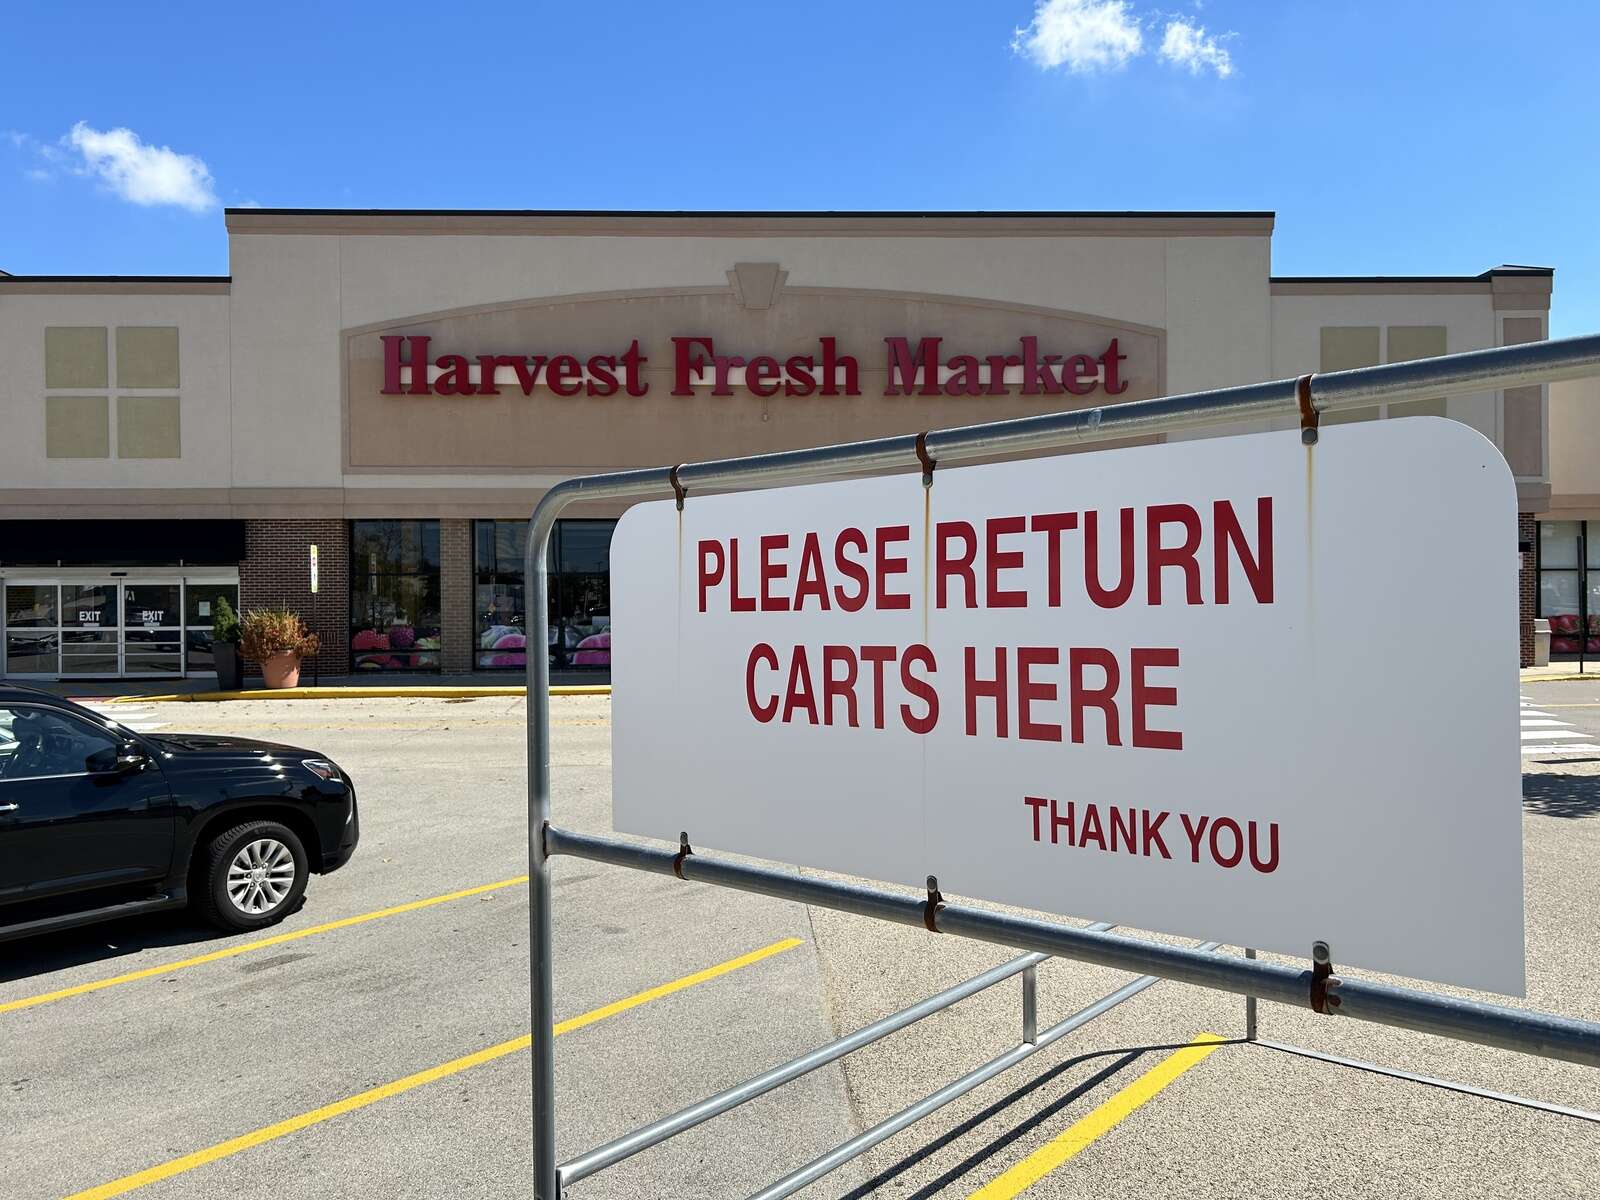 Harvest Fresh Market
PLEASE RETURN
CARTS HERE
THANK YOU
EXIT
EXIT